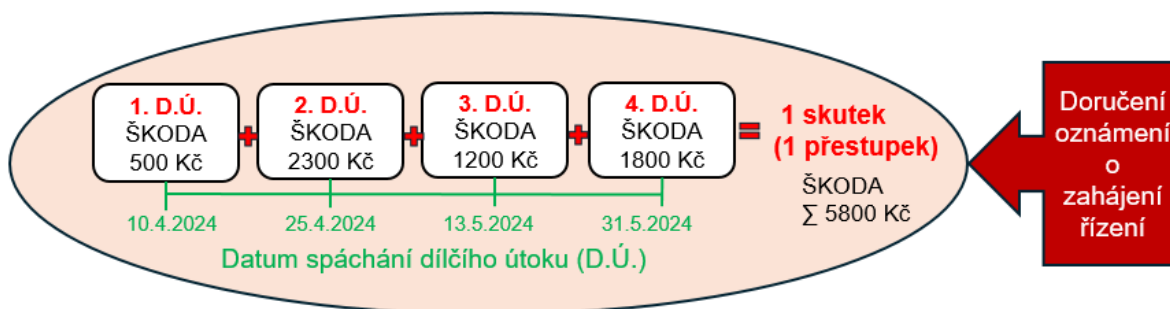 1. D.Ú.
ŠKODA
500 Kč
+
2. D.Ú.
ŠKODA
2300 Kč
+
3. D.Ú.
ŠKODA
1200 Kč
+
4. D.Ú.
ŠKODA
1800 Kč
=
1 skutek
(1 přestupek)
ŠKODA
∑ 5800 Kč
10.4.2024
25.4.2024
13.5.2024
31.5.2024
Datum spáchání dílčího útoku (D.Ú.)
Doručení
oznámení
o
zahájení
řízení